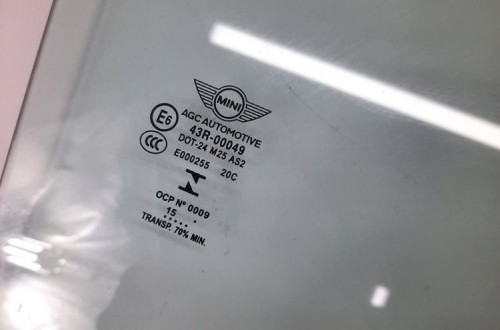 MINI
AGC AUTOMOTIVE
E6 43R-00049
CCC DOT-24 M25 AS2
E000255 20C
OCP Nº 0009
15
TRANSP. 70% MIN.